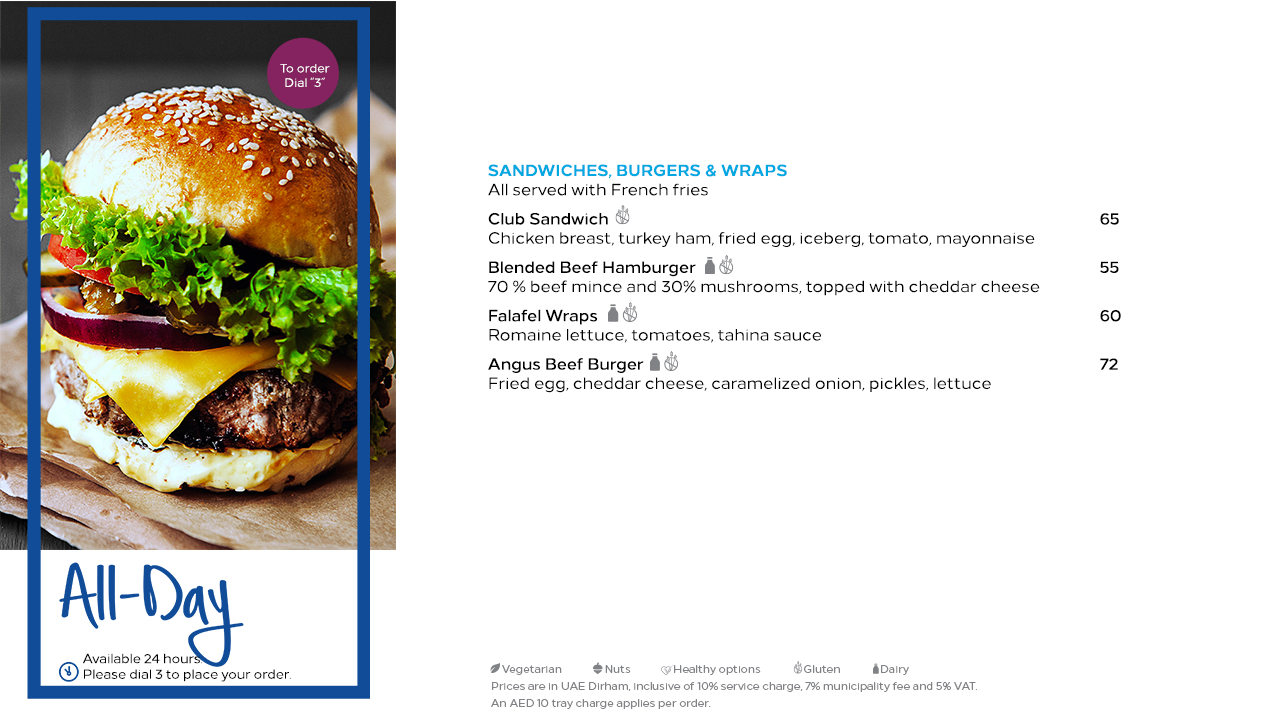 To order
Dial “3”
SANDWICHES, BURGERS & WRAPS
All served with French fries
Club Sandwich 65
Chicken breast, turkey ham, fried egg, iceberg, tomato, mayonnaise
Blended Beef Hamburger 55
70 % beef mince and 30% mushrooms, topped with cheddar cheese
Falafel Wraps 60
Romaine lettuce, tomatoes, tahina sauce
Angus Beef Burger 72
Fried egg, cheddar cheese, caramelized onion, pickles, lettuce
All-Day
Available 24 hours.
Please dial 3 to place your order.
Vegetarian Nuts Healthy options Gluten Dairy
Prices are in UAE Dirham, inclusive of 10% service charge, 7% municipality fee and 5% VAT.
An AED 10 tray charge applies per order.